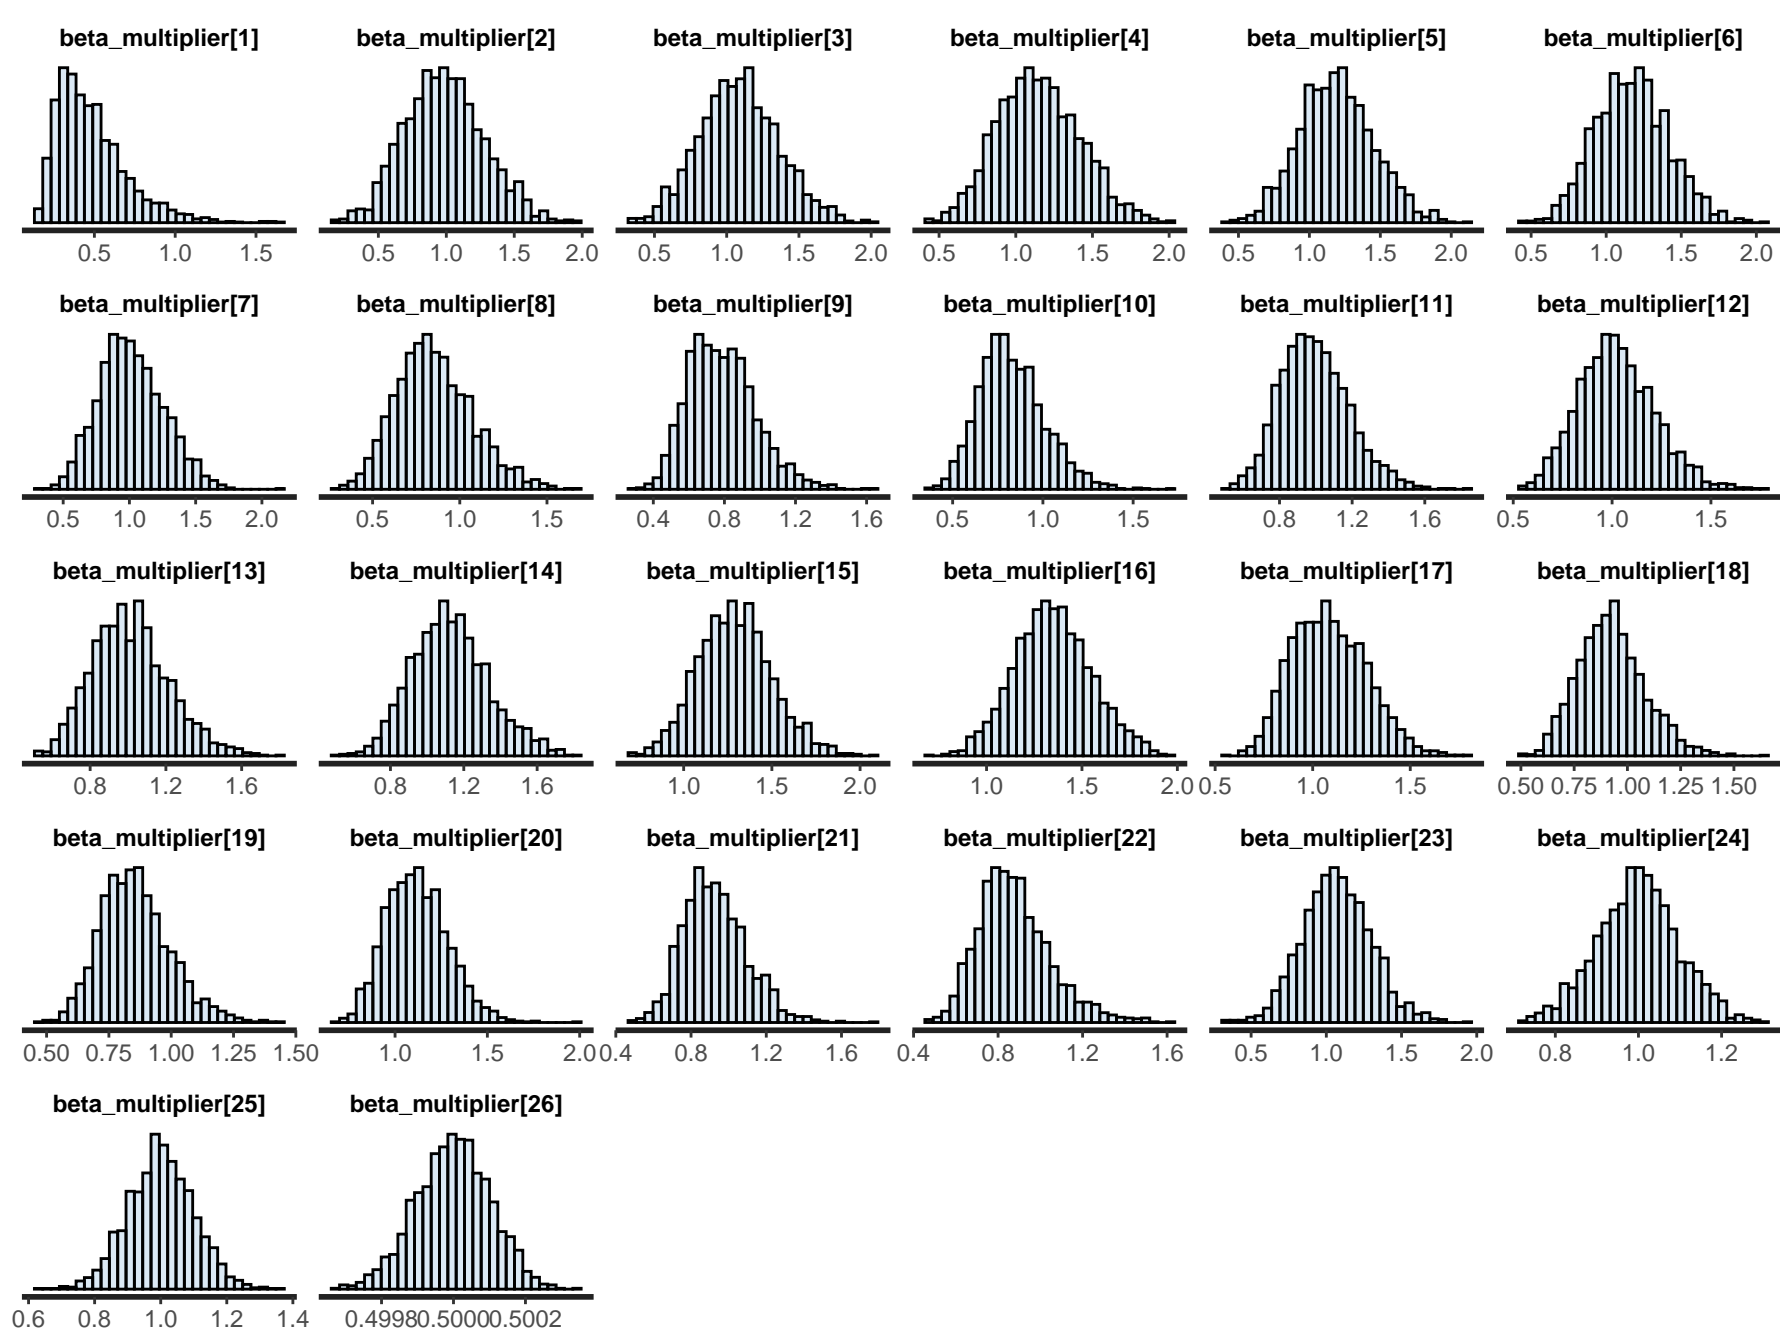 beta_multiplier[1] beta_multiplier[2] beta_multiplier[3] beta_multiplier[4] beta_multiplier[5] beta_multiplier[6]
0.5 1.0 1.5 0.5 1.0 1.5 2.0 0.5 1.0 1.5 2.0 0.5 1.0 1.5 2.0 0.5 1.0 1.5 2.0 0.5 1.0 1.5 2.0
beta_multiplier[7] beta_multiplier[8] beta_multiplier[9] beta_multiplier[10] beta_multiplier[11] beta_multiplier[12]
0.5 1.0 1.5 2.0 0.5 1.0 1.5 0.4 0.8 1.2 1.6 0.5 1.0 1.5 0.8 1.2 1.6 0.5 1.0 1.5
beta_multiplier[13] beta_multiplier[14] beta_multiplier[15] beta_multiplier[16] beta_multiplier[17] beta_multiplier[18]
0.8 1.2 1.6 0.8 1.2 1.6 1.0 1.5 2.0 1.0 1.5 2.0 0.5 1.0 1.5 0.50 0.75 1.00 1.25 1.50
beta_multiplier[19] beta_multiplier[20] beta_multiplier[21] beta_multiplier[22] beta_multiplier[23] beta_multiplier[24]
0.50 0.75 1.00 1.25 1.50 1.0 1.5 2.0 0.4 0.8 1.2 1.6 0.4 0.8 1.2 1.6 0.5 1.0 1.5 2.0 0.8 1.0 1.2
beta_multiplier[25] beta_multiplier[26]
0.6 0.8 1.0 1.2 1.4 0.4998 0.5000 0.5002